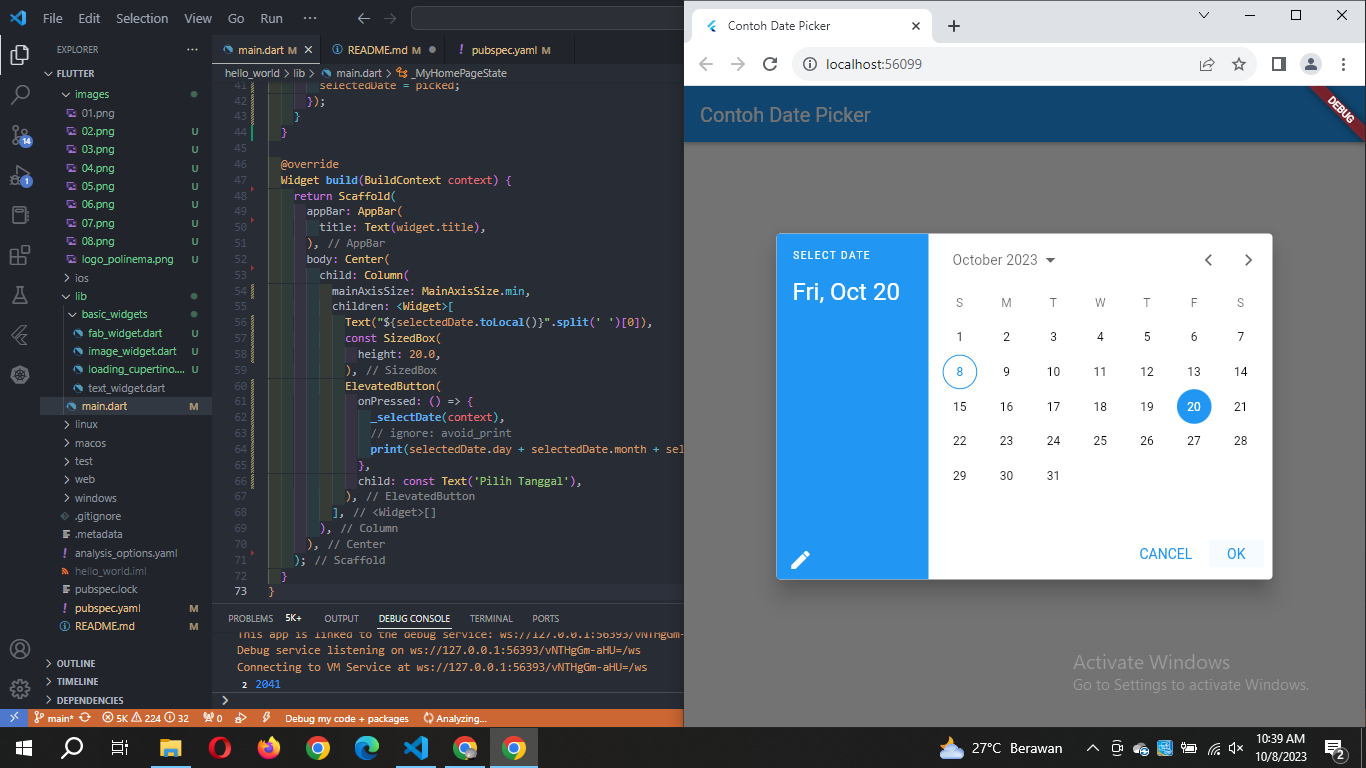 File Edit Selection View Go Run ···
EXPLORER
FLUTTER
images
01.png
02.png U
03.png U
04.png U
05.png U
06.png U
07.png U
08.png U
logo_polinema.png U
ios
lib
basic_widgets
fab_widget.dart U
image_widget.dart U
loading_cupertino.... U
text_widget.dart
main.dart M
linux
macos
test
web
windows
.gitignore
.metadata
analysis_options.yaml
hello_world.iml
pubspec.lock
pubspec.yaml M
README.md M
OUTLINE
TIMELINE
DEPENDENCIES
14
1
main.dart M
README.md M
pubspec.yaml M
hello_world > lib > main.dart > _MyHomePageState
41 selectedDate = picked;
42 });
43 }
44 }
45
46 @override
47 Widget build(BuildContext context) {
48 return Scaffold(
49 appBar: AppBar(
50 title: Text(widget.title),
51 ), // AppBar
52 body: Center(
53 child: Column(
54 mainAxisSize: MainAxisSize.min,
55 children: <Widget>[
56 Text("${selectedDate.toLocal()}".split(' ')[0]),
57 const SizedBox(
58 height: 20.0,
59 ), // SizedBox
60 ElevatedButton(
61 onPressed: () => {
62 _selectDate(context),
63 // ignore: avoid_print
64 print(selectedDate.day + selectedDate.month + sel
65 },
66 child: const Text('Pilih Tanggal'),
67 ), // ElevatedButton
68 ], // <Widget>[]
69 ), // Column
70 ), // Center
71 ); // Scaffold
72 }
73 }
PROBLEMS 5K+ OUTPUT DEBUG CONSOLE TERMINAL PORTS
This app is linked to the debug service: ws://127.0.0.1:56393/vNTHgGm-
Debug service listening on ws://127.0.0.1:56393/vNTHgGm-aHU=/ws
Connecting to VM Service at ws://127.0.0.1:56393/vNTHgGm-aHU=/ws
2 2041
main* 5K 224 32 0 Debug my code + packages Analyzing...
Contoh Date Picker
localhost:56099
Contoh Date Picker
DEBUG
SELECT DATE
Fri, Oct 20
October 2023
S M T W T F S
1 2 3 4 5 6 7
8 9 10 11 12 13 14
15 16 17 18 19 20 21
22 23 24 25 26 27 28
29 30 31
CANCEL OK
Activate Windows
Go to Settings to activate Windows.
27°C Berawan
10:39 AM
10/8/2023
2